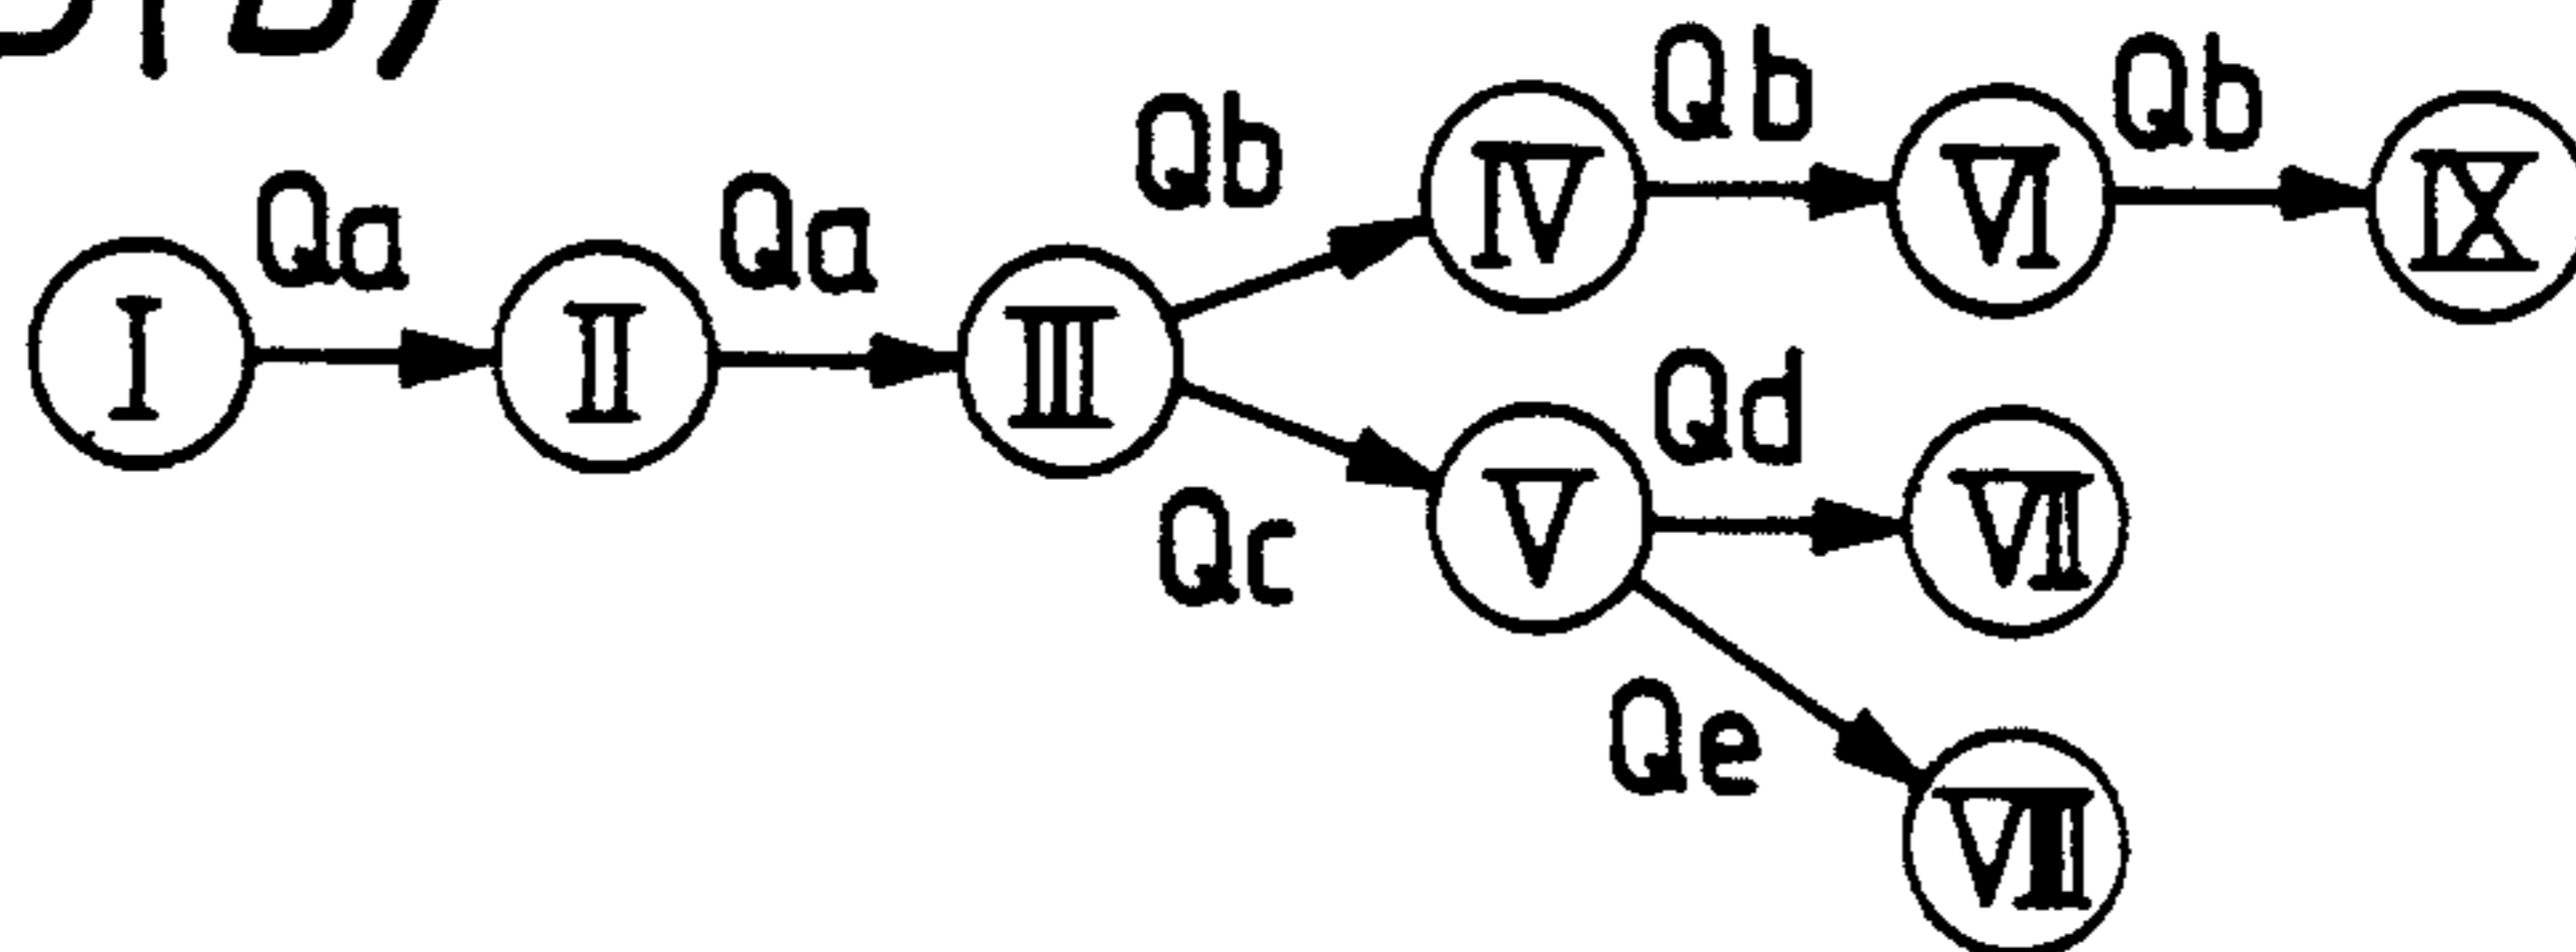 Qb Qb Qb
Qa Qa IV VI IX
I II III
Qd
Qc V VII
Qe
VIII